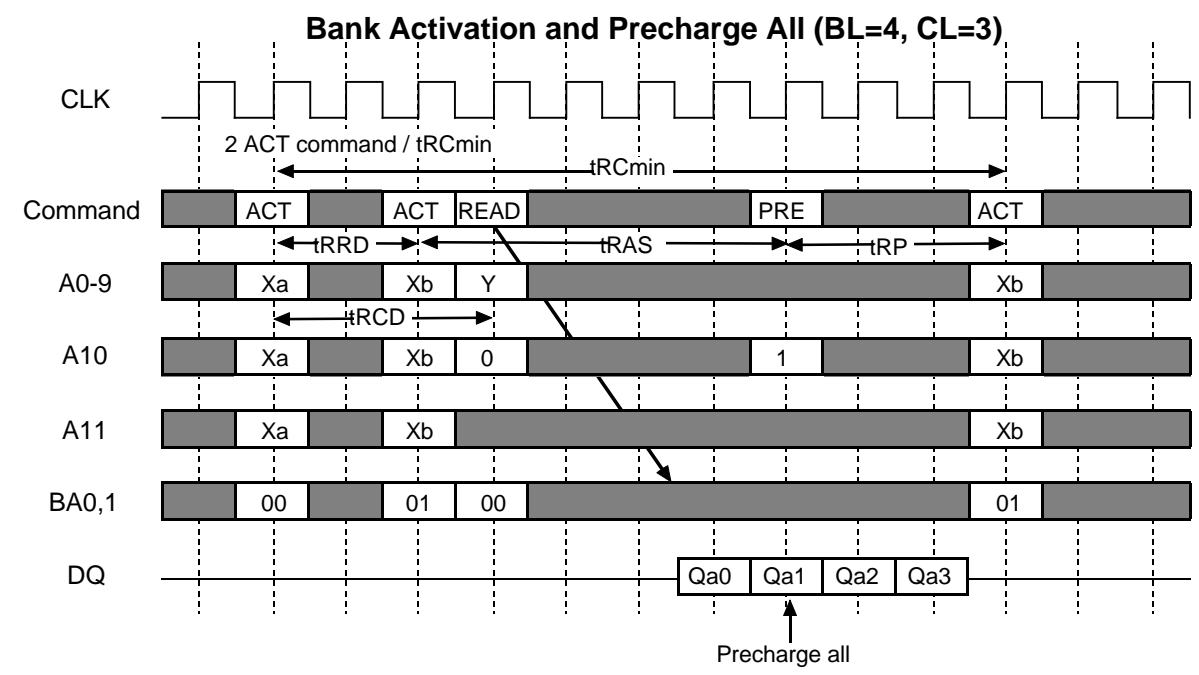 Bank Activation and Precharge All (BL=4, CL=3)
CLK
2 ACT command / tRCmin
tRCmin
Command ACT ACT READ PRE ACT
tRRD tRAS tRP
A0-9 Xa Xb Y Xb
tRCD
A10 Xa Xb 0 1 Xb
A11 Xa Xb Xb
BA0,1 00 01 00 01
DQ Qa0 Qa1 Qa2 Qa3
Precharge all